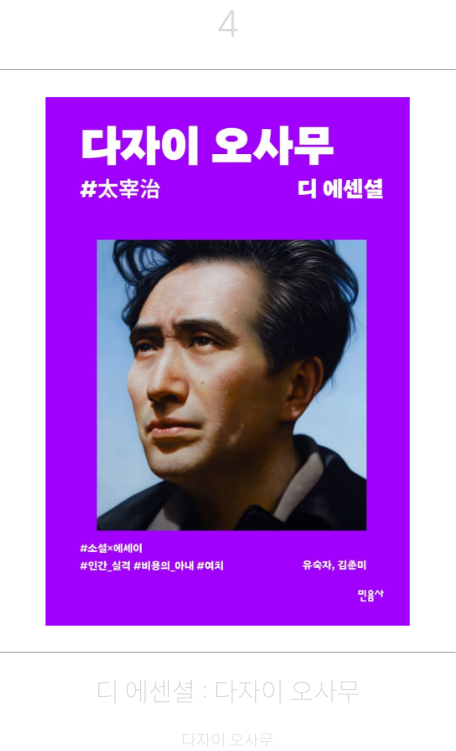 4
다자이 오사무
#太宰治 디 에센셜
#소설×에세이
#인간_실격 #비용의_아내 #여치 유숙자, 김춘미
민음사
디 에센셜 : 다자이 오사무
다자이 오사무